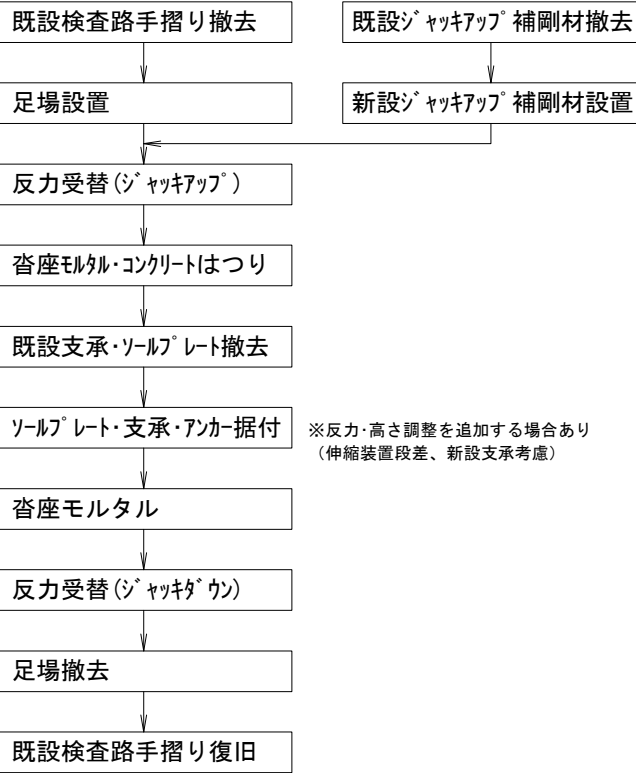 既設検査路手摺り撤去
既設ｼﾞｬｯｷｱｯﾌﾟ補剛材撤去
足場設置
新設ｼﾞｬｯｷｱｯﾌﾟ補剛材設置
反力受替(ｼﾞｬｯｷｱｯﾌﾟ)
沓座ﾓﾙﾀﾙ･ｺﾝｸﾘｰﾄはつり
既設支承･ｿｰﾙﾌﾟﾚｰﾄ撤去
ｿｰﾙﾌﾟﾚｰﾄ･支承･ｱﾝｶｰ据付
※反力･高さ調整を追加する場合あり
（伸縮装置段差、新設支承考慮）
沓座モルタル
反力受替(ｼﾞｬｯｷﾀﾞｳﾝ)
足場撤去
既設検査路手摺り復旧